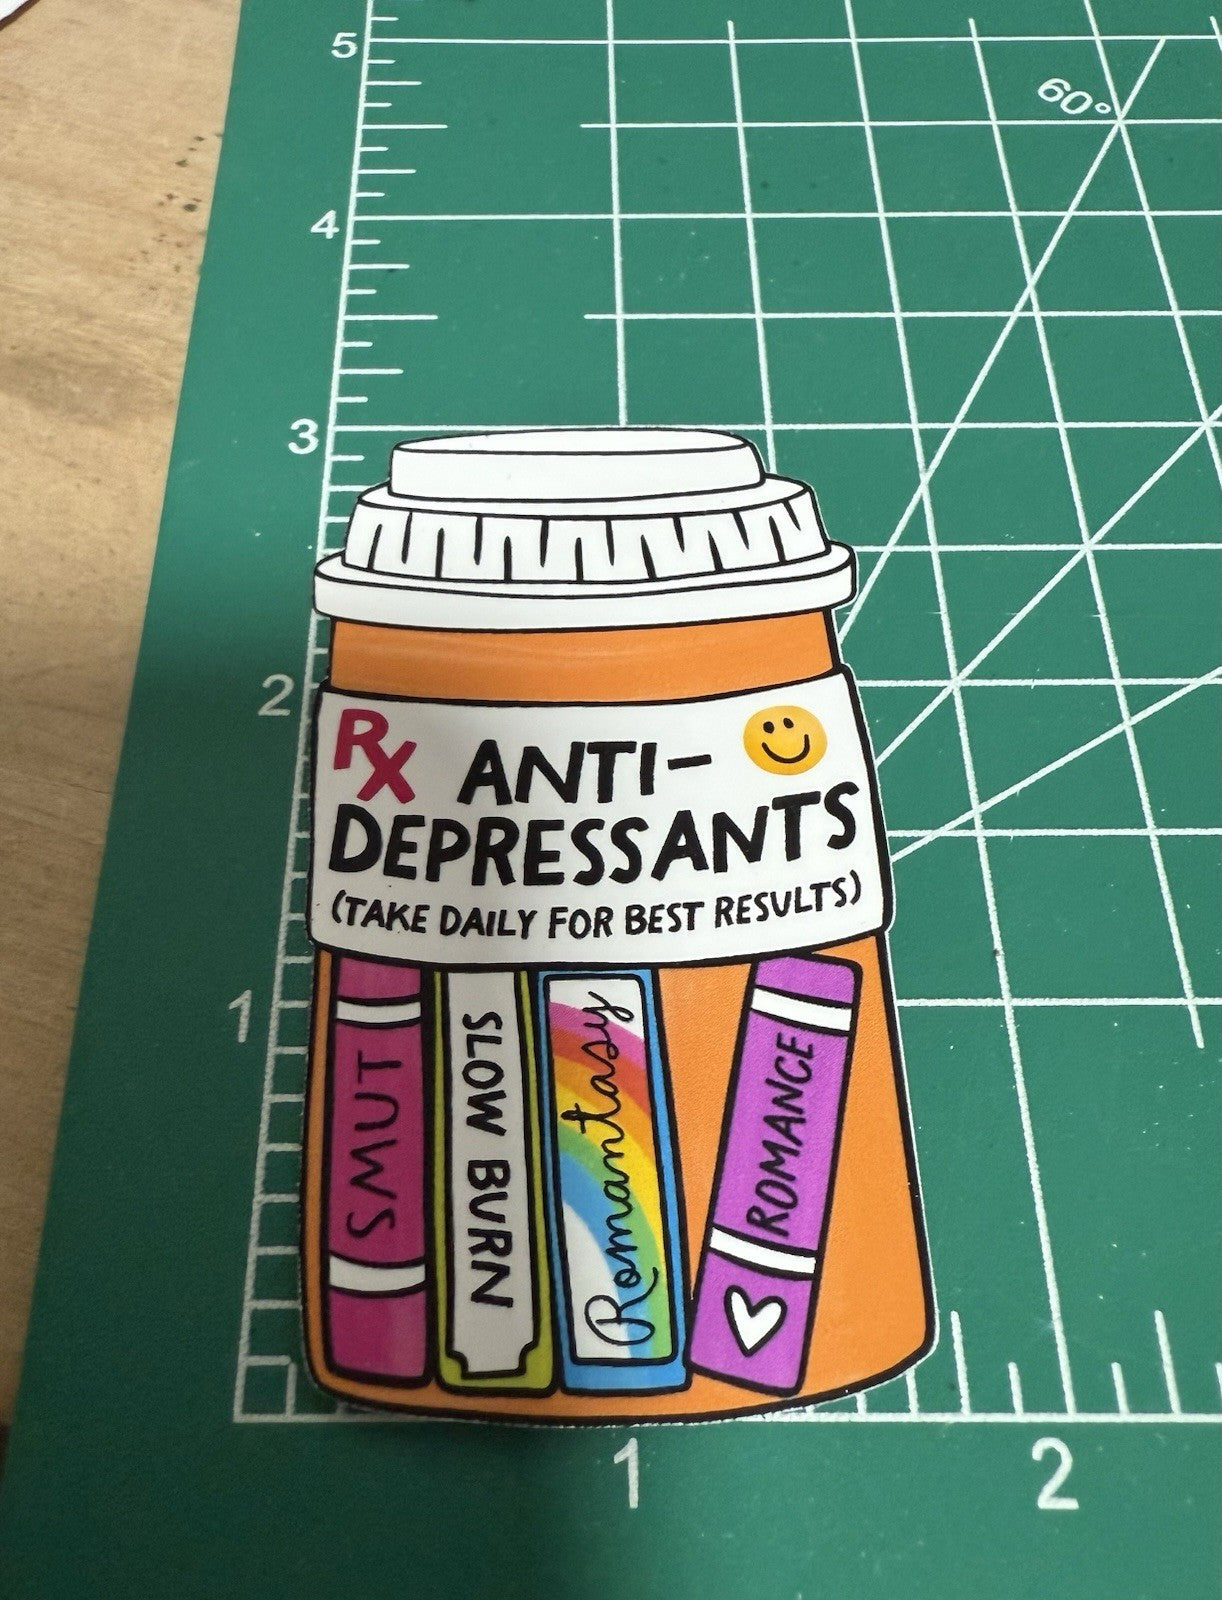 5
60°
4
3
2
Rx ANTI-
DEPRESSANTS
(TAKE DAILY FOR BEST RESULTS)
1
SMUT
SLOW BURN
Romantasy
ROMANCE
1
2